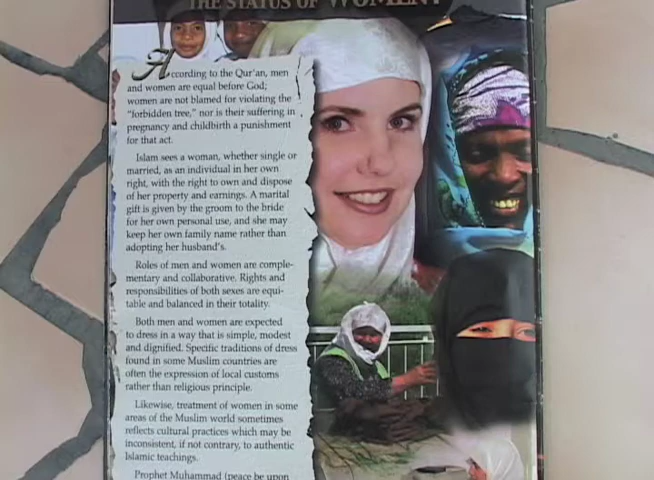 THE STATUS OF WOMEN?
According to the Qur'an, men
and women are equal before God;
women are not blamed for violating the
"forbidden tree," nor is their suffering in
pregnancy and childbirth a punishment
for that act.
Islam sees a woman, whether single or
married, as an individual in her own
right, with the right to own and dispose
of her property and earnings. A marital
gift is given by the groom to the bride
for her own personal use, and she may
keep her own family name rather than
adopting her husband's.
Roles of men and women are comple-
mentary and collaborative. Rights and
responsibilities of both sexes are equi-
table and balanced in their totality.
Both men and women are expected
to dress in a way that is simple, modest
and dignified. Specific traditions of dress
found in some Muslim countries are
often the expression of local customs
rather than religious principle.
Likewise, treatment of women in some
areas of the Muslim world sometimes
reflects cultural practices which may be
inconsistent, if not contrary, to authentic
Islamic teachings.
Prophet Muhammad (peace be upon